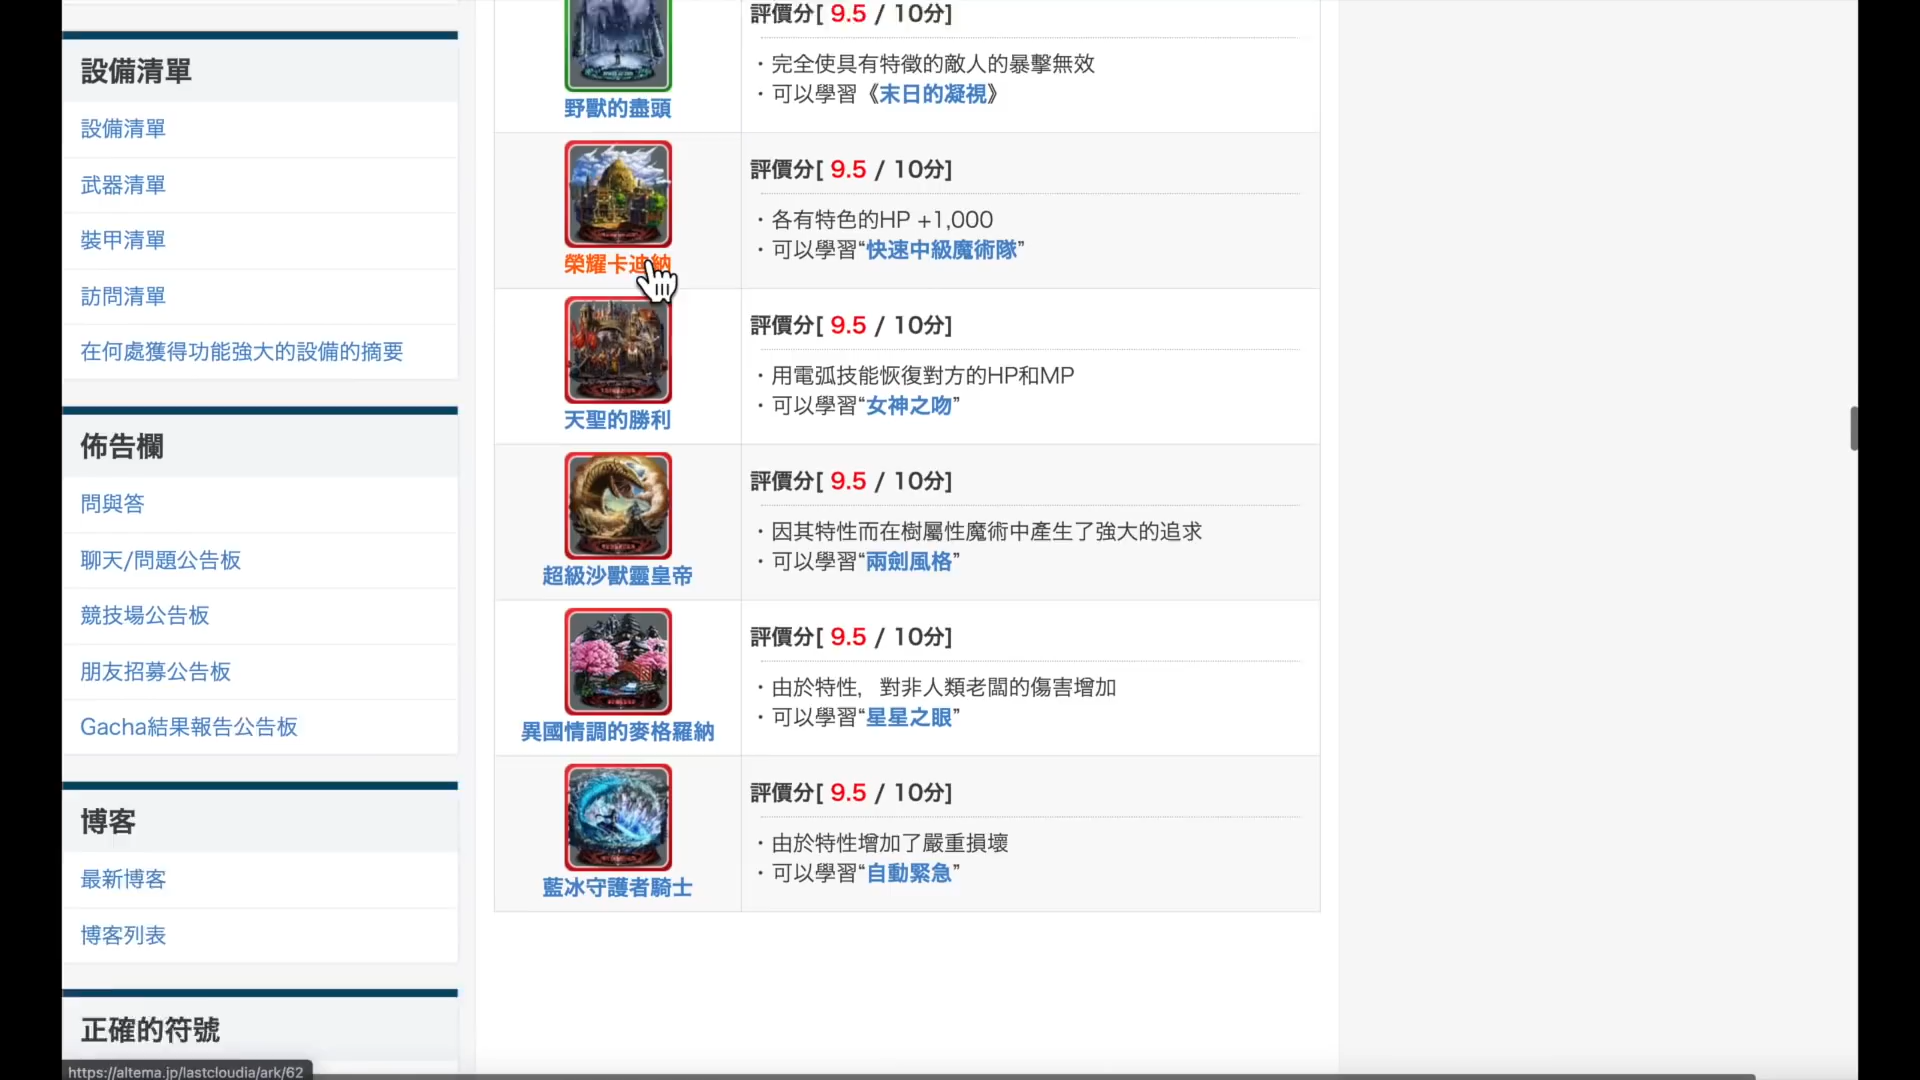 設備清單
設備清單
武器清單
裝甲清單
訪問清單
在何處獲得功能強大的設備的摘要
佈告欄
問與答
聊天/問題公告板
競技場公告板
朋友招募公告板
Gacha結果報告公告板
博客
最新博客
博客列表
正確的符號
https://altema.jp/lastcloudia/ark/62
野獸的盡頭
評價分[ 9.5 / 10分]
・完全使具有特徵的敵人的暴擊無效
・可以學習《末日的凝視》
榮耀卡迪納
評價分[ 9.5 / 10分]
・各有特色的HP +1,000
・可以學習“快速中級魔術隊”
天聖的勝利
評價分[ 9.5 / 10分]
・用電弧技能恢復對方的HP和MP
・可以學習“女神之吻”
超級沙獸靈皇帝
評價分[ 9.5 / 10分]
・因其特性而在樹屬性魔術中產生了強大的追求
・可以學習“兩劍風格”
異國情調的麥格羅納
評價分[ 9.5 / 10分]
・由於特性，對非人類老闆的傷害增加
・可以學習“星星之眼”
藍冰守護者騎士
評價分[ 9.5 / 10分]
・由於特性增加了嚴重損壞
・可以學習“自動緊急”